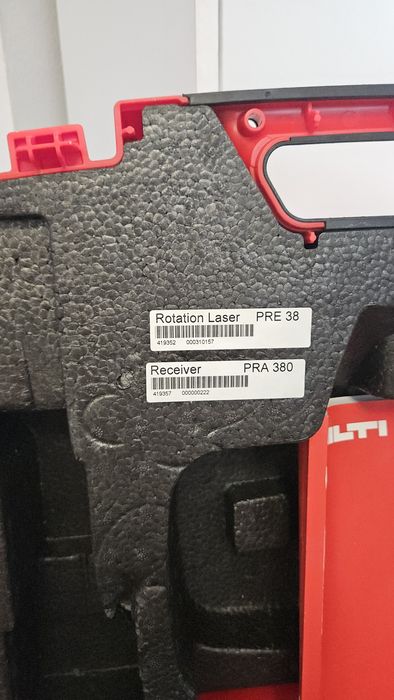 Rotation Laser PRE 38
419352 000310157
Receiver PRA 380
419357 000000222
ILTI